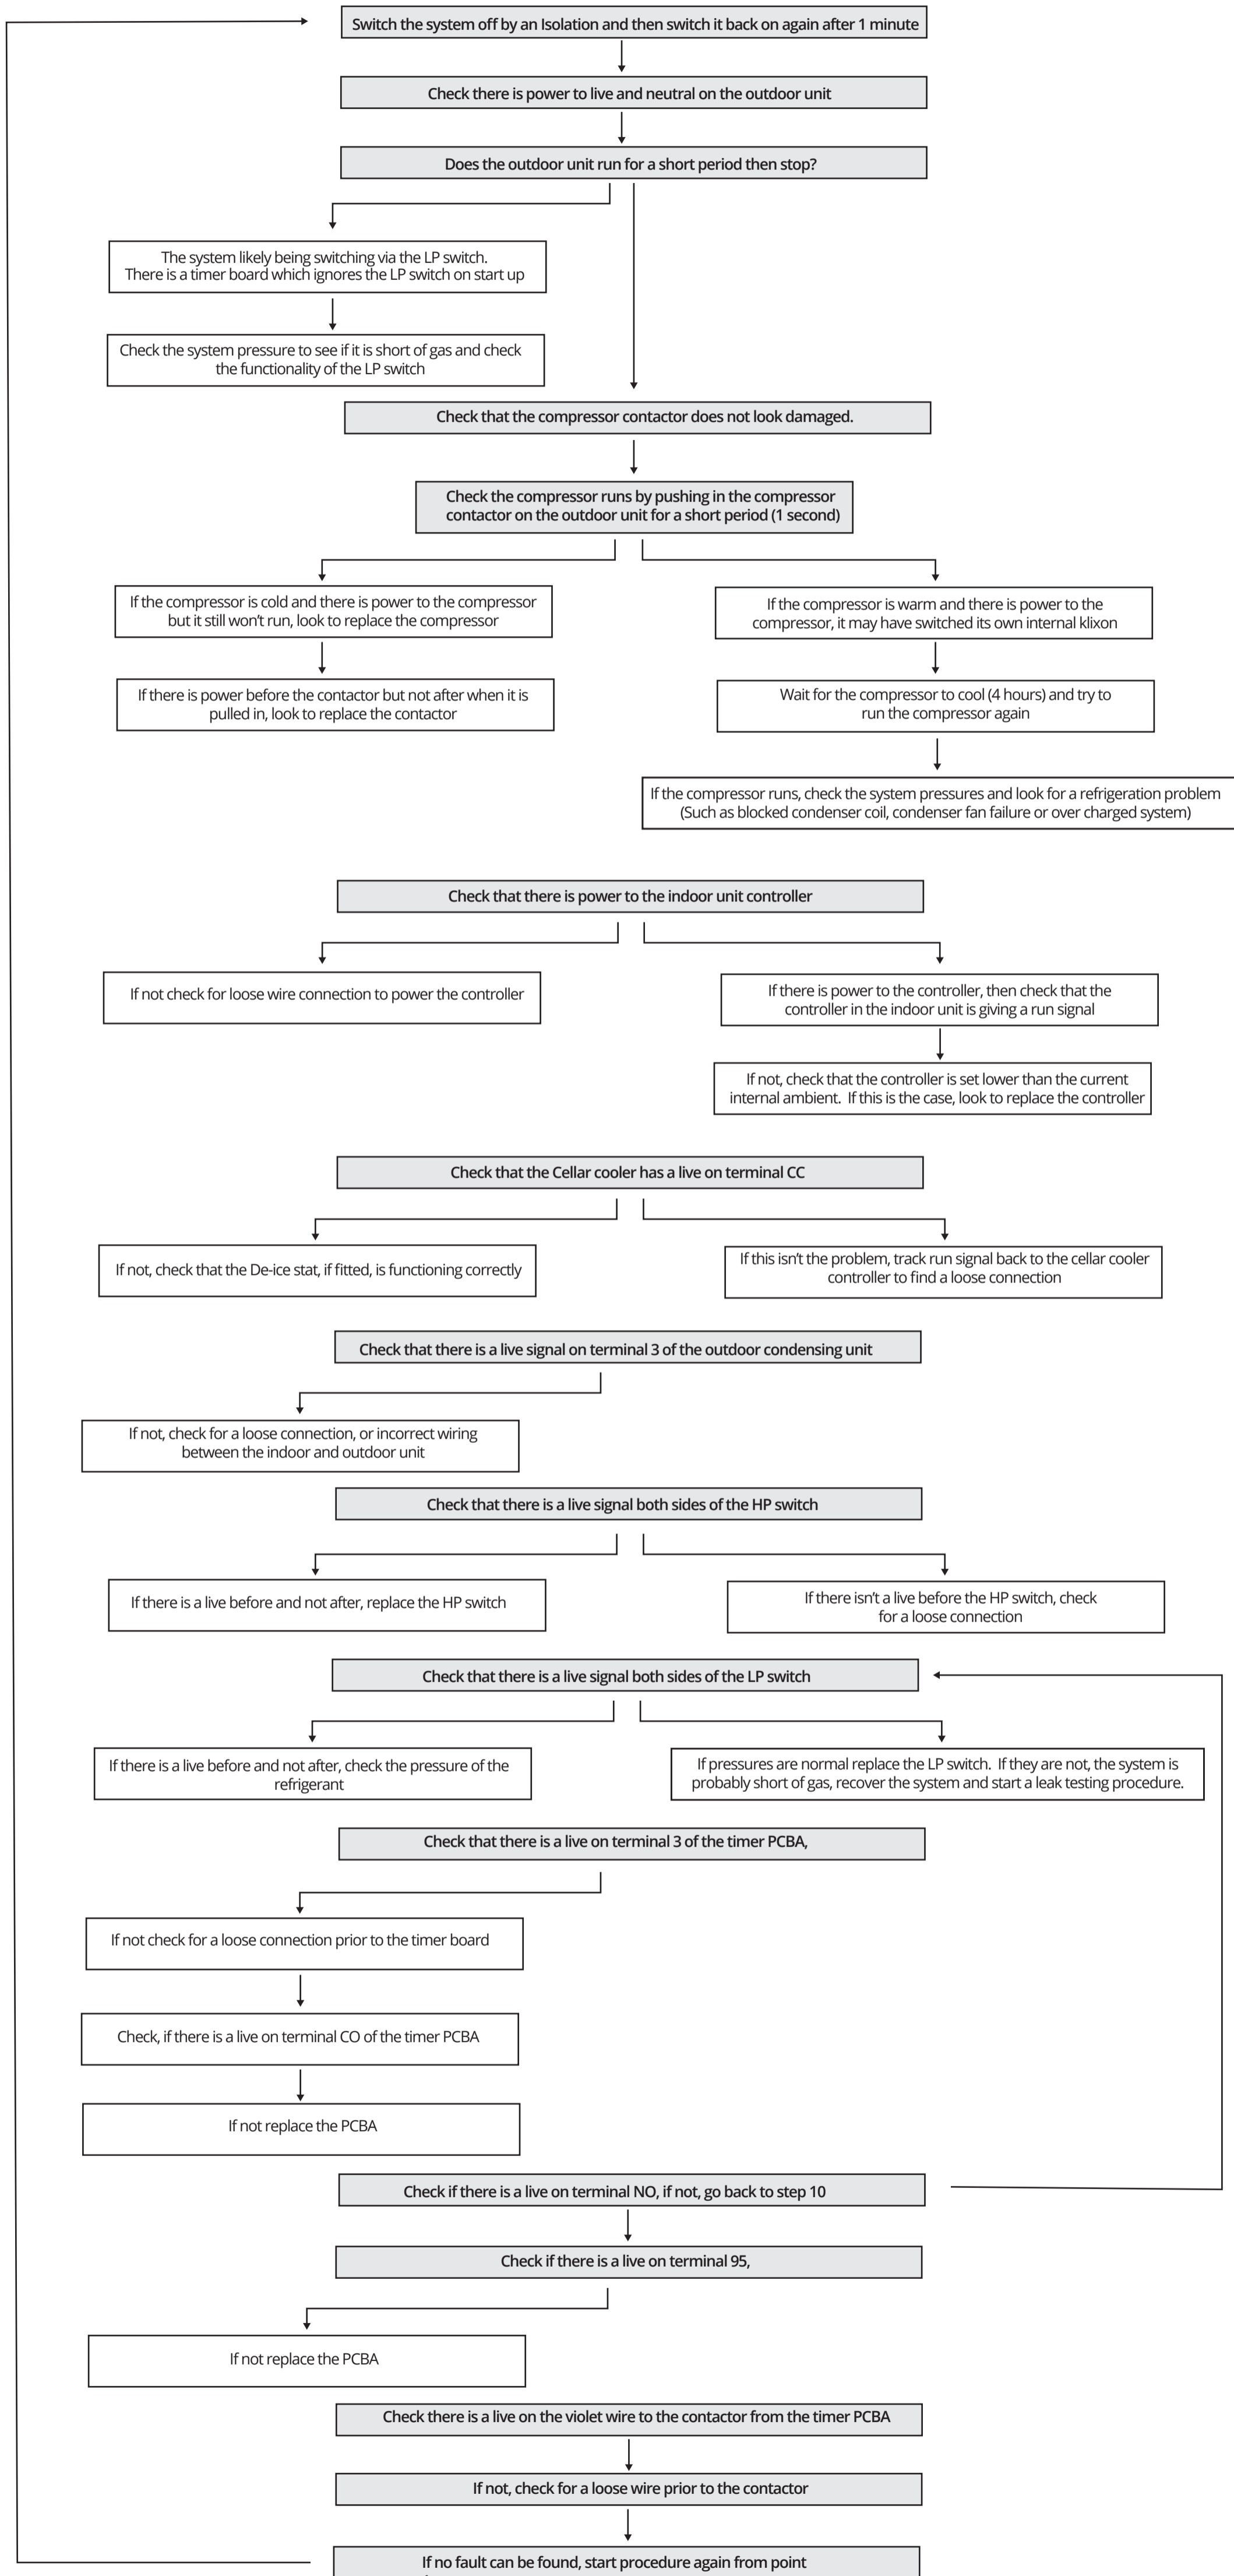 Switch the system off by an Isolation and then switch it back on again after 1 minute
Check there is power to live and neutral on the outdoor unit
Does the outdoor unit run for a short period then stop?
The system likely being switching via the LP switch.
There is a timer board which ignores the LP switch on start up
Check the system pressure to see if it is short of gas and check
the functionality of the LP switch
Check that the compressor contactor does not look damaged.
Check the compressor runs by pushing in the compressor
contactor on the outdoor unit for a short period (1 second)
If the compressor is cold and there is power to the compressor
but it still won't run, look to replace the compressor
If there is power before the contactor but not after when it is
pulled in, look to replace the contactor
If the compressor is warm and there is power to the
compressor, it may have switched its own internal klixon
Wait for the compressor to cool (4 hours) and try to
run the compressor again
If the compressor runs, check the system pressures and look for a refrigeration problem
(Such as blocked condenser coil, condenser fan failure or over charged system)
Check that there is power to the indoor unit controller
If not check for loose wire connection to power the controller
If there is power to the controller, then check that the
controller in the indoor unit is giving a run signal
If not, check that the controller is set lower than the current
internal ambient. If this is the case, look to replace the controller
Check that the Cellar cooler has a live on terminal CC
If not, check that the De-ice stat, if fitted, is functioning correctly
If this isn't the problem, track run signal back to the cellar cooler
controller to find a loose connection
Check that there is a live signal on terminal 3 of the outdoor condensing unit
If not, check for a loose connection, or incorrect wiring
between the indoor and outdoor unit
Check that there is a live signal both sides of the HP switch
If there is a live before and not after, replace the HP switch
If there isn't a live before the HP switch, check
for a loose connection
Check that there is a live signal both sides of the LP switch
If there is a live before and not after, check the pressure of the
refrigerant
If pressures are normal replace the LP switch. If they are not, the system is
probably short of gas, recover the system and start a leak testing procedure.
Check that there is a live on terminal 3 of the timer PCBA,
If not check for a loose connection prior to the timer board
Check, if there is a live on terminal CO of the timer PCBA
If not replace the PCBA
Check if there is a live on terminal NO, if not, go back to step 10
Check if there is a live on terminal 95,
If not replace the PCBA
Check there is a live on the violet wire to the contactor from the timer PCBA
If not, check for a loose wire prior to the contactor
If no fault can be found, start procedure again from point